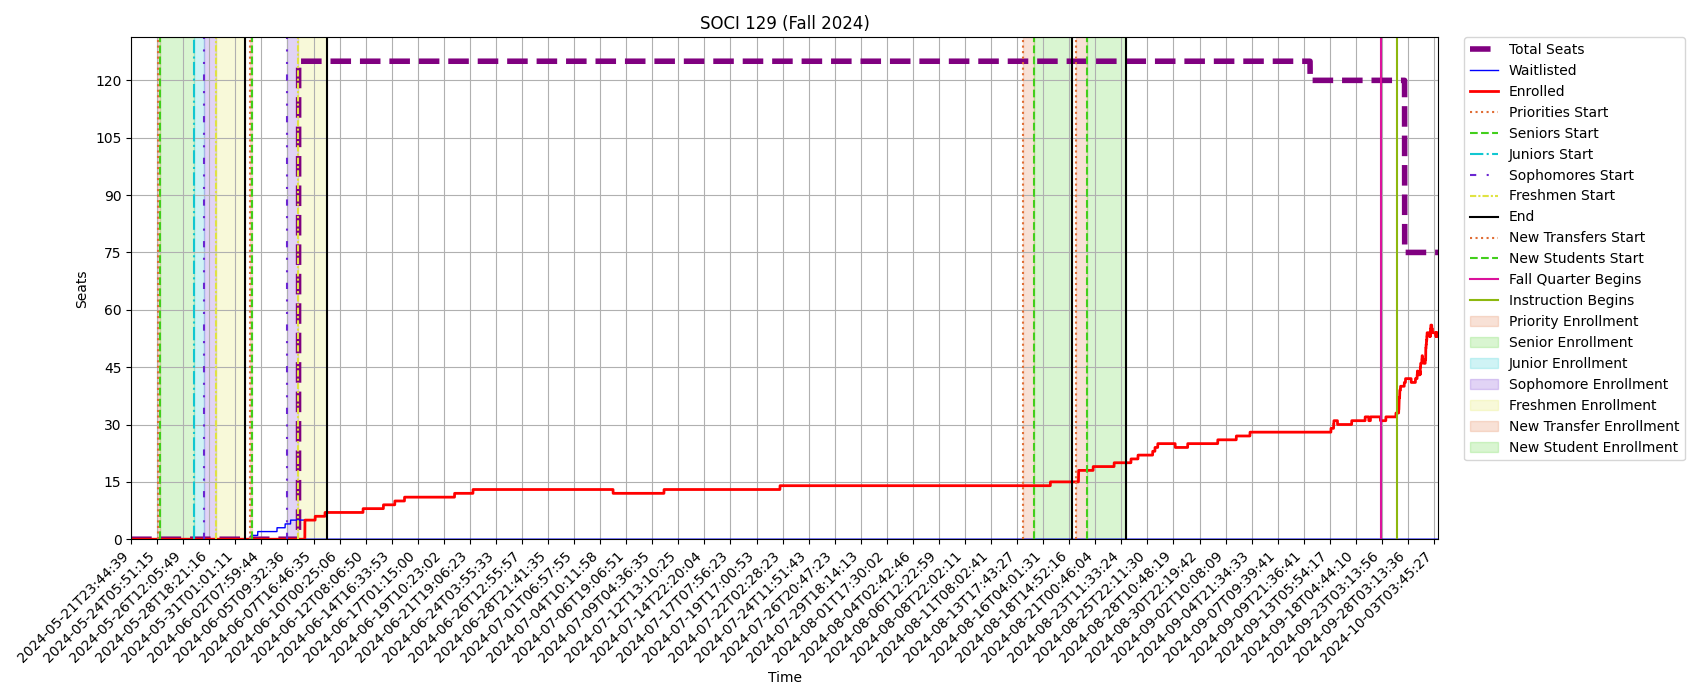 SOCI 129 (Fall 2024)
Seats
120
105
90
75
60
45
30
15
0
2024-05-21T23:44:39
2024-05-24T05:51:15
2024-05-26T12:05:49
2024-05-28T18:21:16
2024-05-31T01:01:11
2024-06-02T07:59:44
2024-06-05T09:32:36
2024-06-07T16:46:35
2024-06-10T00:25:06
2024-06-12T08:06:50
2024-06-14T16:33:53
2024-06-17T01:15:00
2024-06-19T10:23:02
2024-06-21T19:06:23
2024-06-24T03:55:33
2024-06-26T12:55:57
2024-06-28T21:41:35
2024-07-01T06:57:55
2024-07-04T10:11:58
2024-07-06T19:06:51
2024-07-09T04:36:35
2024-07-12T13:10:25
2024-07-14T22:20:04
2024-07-17T07:56:23
2024-07-19T17:00:53
2024-07-22T02:28:23
2024-07-24T11:51:43
2024-07-26T20:47:23
2024-07-29T18:14:13
2024-08-01T17:30:02
2024-08-04T02:42:46
2024-08-06T12:22:59
2024-08-08T22:02:11
2024-08-11T08:02:41
2024-08-13T17:43:27
2024-08-16T04:01:31
2024-08-18T14:52:16
2024-08-21T00:46:04
2024-08-23T11:33:24
2024-08-25T22:11:30
2024-08-28T10:48:19
2024-08-30T22:19:42
2024-09-02T10:08:09
2024-09-04T21:34:33
2024-09-07T09:39:41
2024-09-09T21:36:41
2024-09-13T05:54:17
2024-09-18T04:44:10
2024-09-23T03:13:56
2024-09-28T03:13:36
2024-10-03T03:45:27
Time
Total Seats
Waitlisted
Enrolled
Priorities Start
Seniors Start
Juniors Start
Sophomores Start
Freshmen Start
End
New Transfers Start
New Students Start
Fall Quarter Begins
Instruction Begins
Priority Enrollment
Senior Enrollment
Junior Enrollment
Sophomore Enrollment
Freshmen Enrollment
New Transfer Enrollment
New Student Enrollment